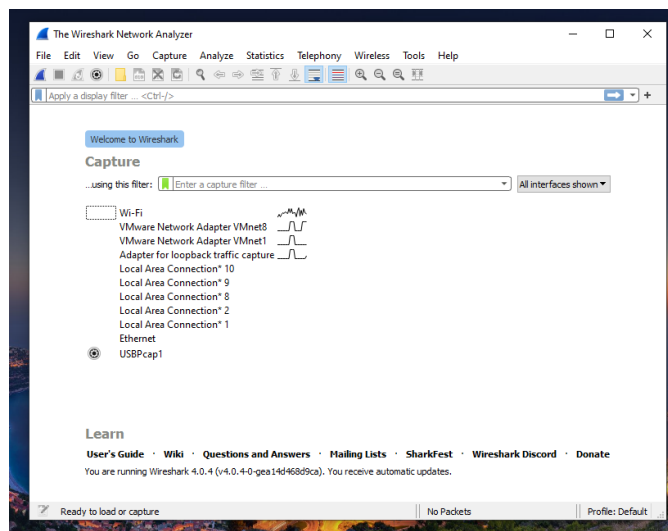 The Wireshark Network Analyzer
File Edit View Go Capture Analyze Statistics Telephony Wireless Tools Help
Apply a display filter ... <Ctrl-/>
Welcome to Wireshark
Capture
...using this filter: Enter a capture filter ... All interfaces shown
Wi-Fi
VMware Network Adapter VMnet8
VMware Network Adapter VMnet1
Adapter for loopback traffic capture
Local Area Connection* 10
Local Area Connection* 9
Local Area Connection* 8
Local Area Connection* 2
Local Area Connection* 1
Ethernet
USBPcap1
Learn
User's Guide · Wiki · Questions and Answers · Mailing Lists · SharkFest · Wireshark Discord · Donate
You are running Wireshark 4.0.4 (v4.0.4-0-gea14d468d9ca). You receive automatic updates.
Ready to load or capture No Packets Profile: Default